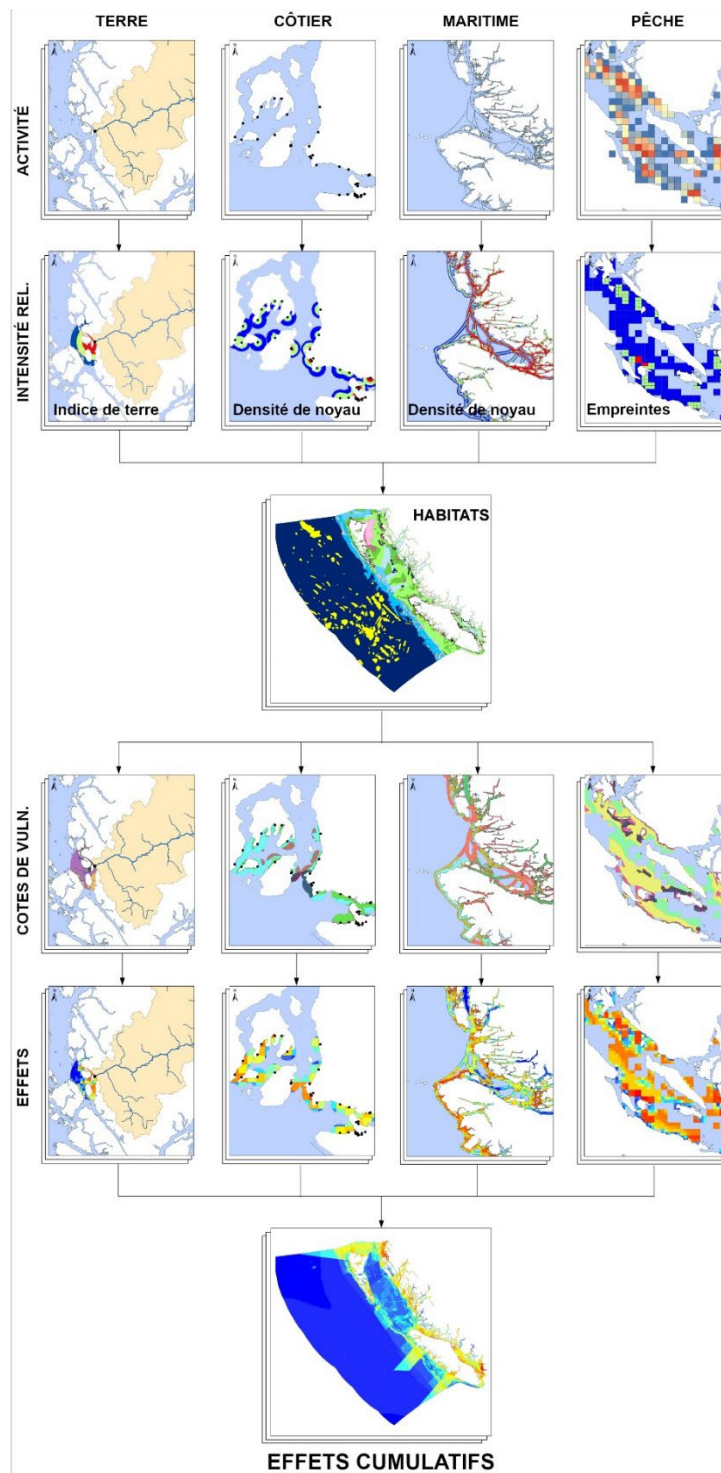 TERRE
CÔTIER
MARITIME
PÊCHE
ACTIVITÉ
INTENSITÉ REL.
Indice de terre
Densité de noyau
Densité de noyau
Empreintes
HABITATS
COTES DE VULN.
EFFETS
EFFETS CUMULATIFS